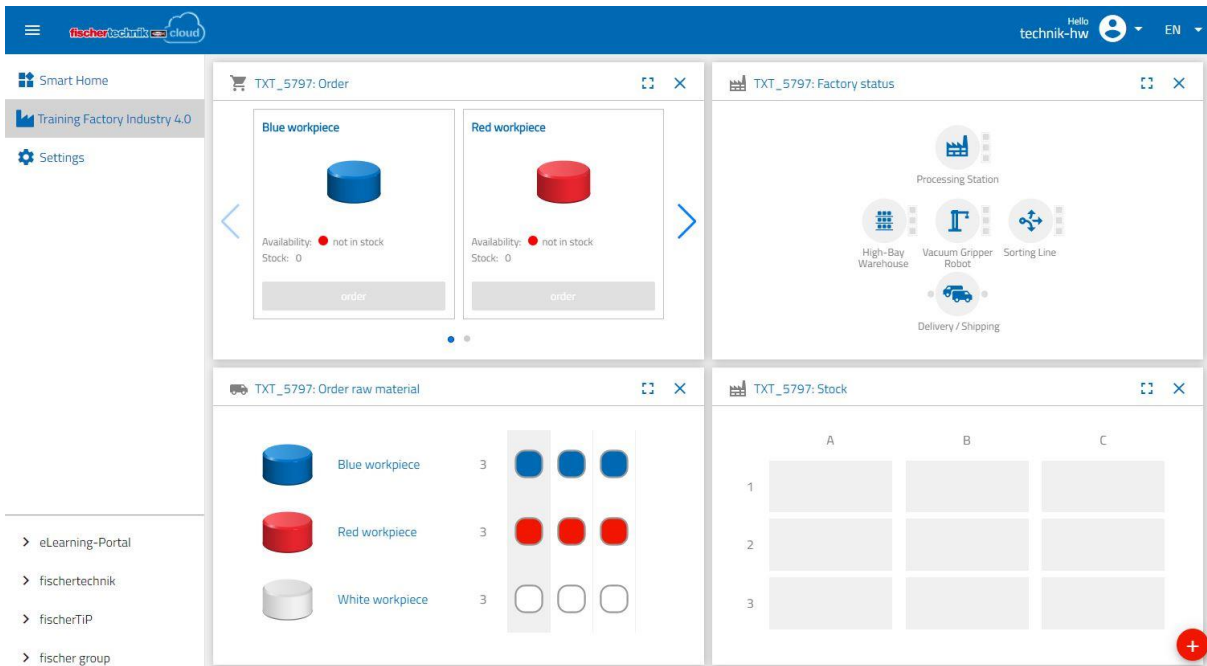 fischertechnik cloud
Hello
technik-hw
EN
Smart Home
Training Factory Industry 4.0
Settings
eLearning-Portal
fischertechnik
fischerTiP
fischer group
TXT_5797: Order
Blue workpiece
Availability: not in stock
Stock: 0
order
Red workpiece
Availability: not in stock
Stock: 0
order
TXT_5797: Factory status
Processing Station
High-Bay
Warehouse
Vacuum Gripper
Robot
Sorting Line
Delivery / Shipping
TXT_5797: Order raw material
Blue workpiece 3
Red workpiece 3
White workpiece 3
TXT_5797: Stock
A B C
1
2
3